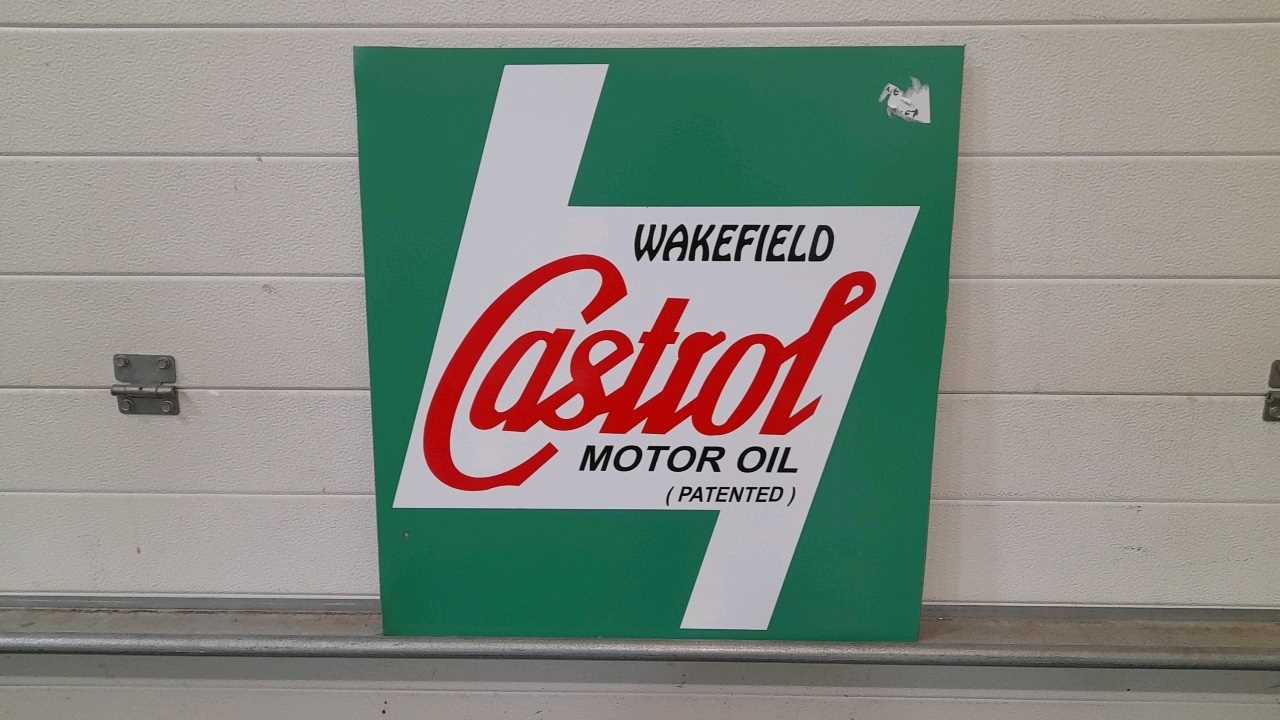 WAKEFIELD
Castrol
MOTOR OIL
( PATENTED )